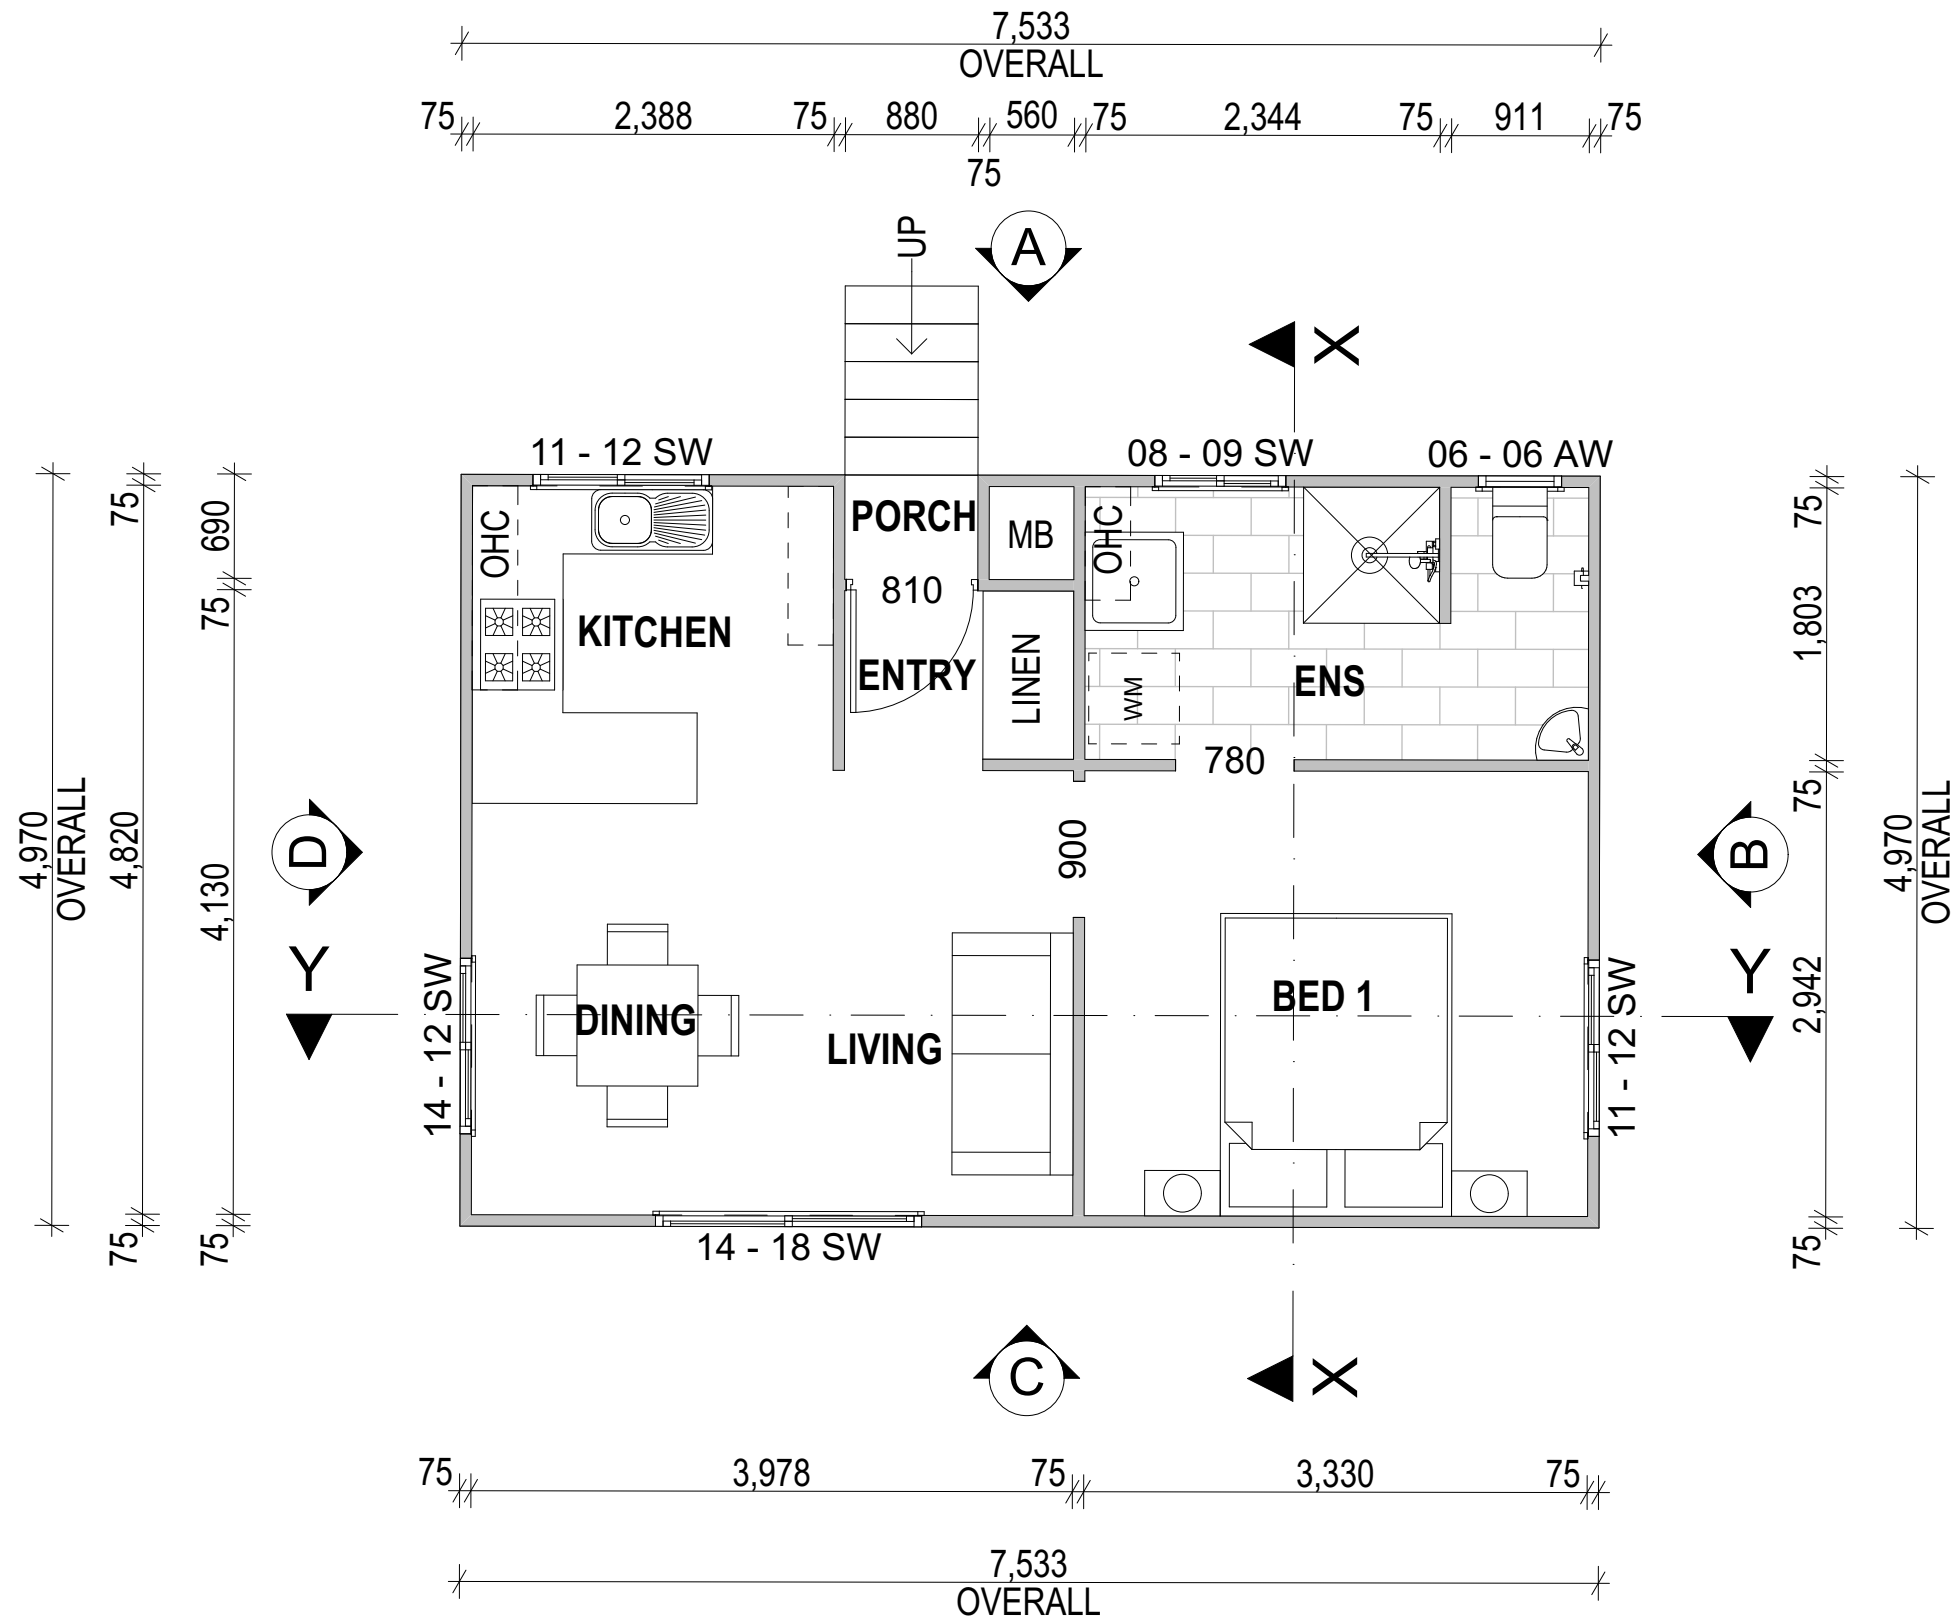 7,533
OVERALL
75 2,388 75 880 560 75 2,344 75 911 75
75
UP
A
X
11 - 12 SW
08 - 09 SW
06 - 06 AW
OHC
PORCH
MB
OHC
810
KITCHEN
ENTRY
LINEN
WM
ENS
780
900
DINING
LIVING
BED 1
14 - 12 SW
11 - 12 SW
14 - 18 SW
4,970
OVERALL
75
4,820
75
690
75
4,130
75
D
Y
B
Y
75
1,803
75
2,942
75
4,970
OVERALL
C
X
75 3,978 75 3,330 75
7,533
OVERALL